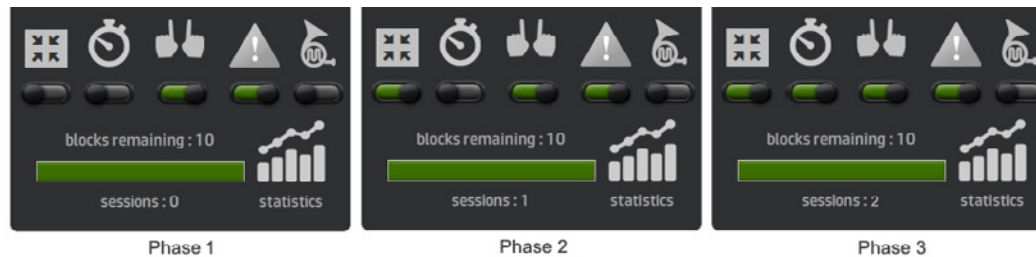 blocks remaining : 10
sessions : 0
statistics
Phase 1
blocks remaining : 10
sessions : 1
statistics
Phase 2
blocks remaining : 10
sessions : 2
statistics
Phase 3